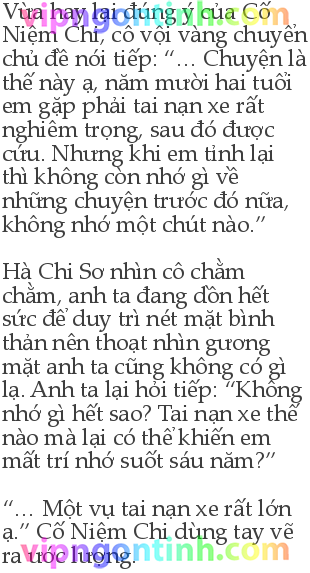 Vừa hay lại đúng ý của Cố
Niệm Chi, cô vội vàng chuyển
chủ đề nói tiếp: “… Chuyện là
thế này ạ, năm mười hai tuổi
em gặp phải tai nạn xe rất
nghiêm trọng, sau đó được
cứu. Nhưng khi em tỉnh lại
thì không còn nhớ gì về
những chuyện trước đó nữa,
không nhớ một chút nào.”
Hà Chi Sơ nhìn cô chằm
chằm, anh ta đang dồn hết
sức để duy trì nét mặt bình
thản nên thoạt nhìn gương
mặt anh ta cũng không có gì
lạ. Anh ta lại hỏi tiếp: “Không
nhớ gì hết sao? Tai nạn xe thế
nào mà lại có thể khiến em
mất trí nhớ suốt sáu năm?”
“… Một vụ tai nạn xe rất lớn
ạ.” Cố Niệm Chi dùng tay vẽ
ra ước lượng.
vipngontinh.com
vipngontinh.com